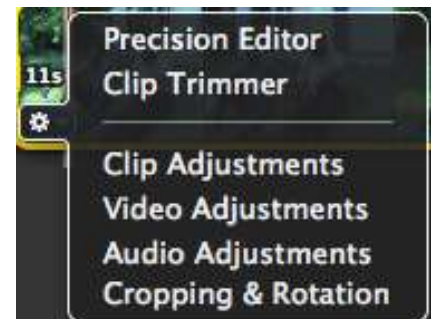 Precision Editor
11s
Clip Trimmer
Clip Adjustments
Video Adjustments
Audio Adjustments
Cropping & Rotation